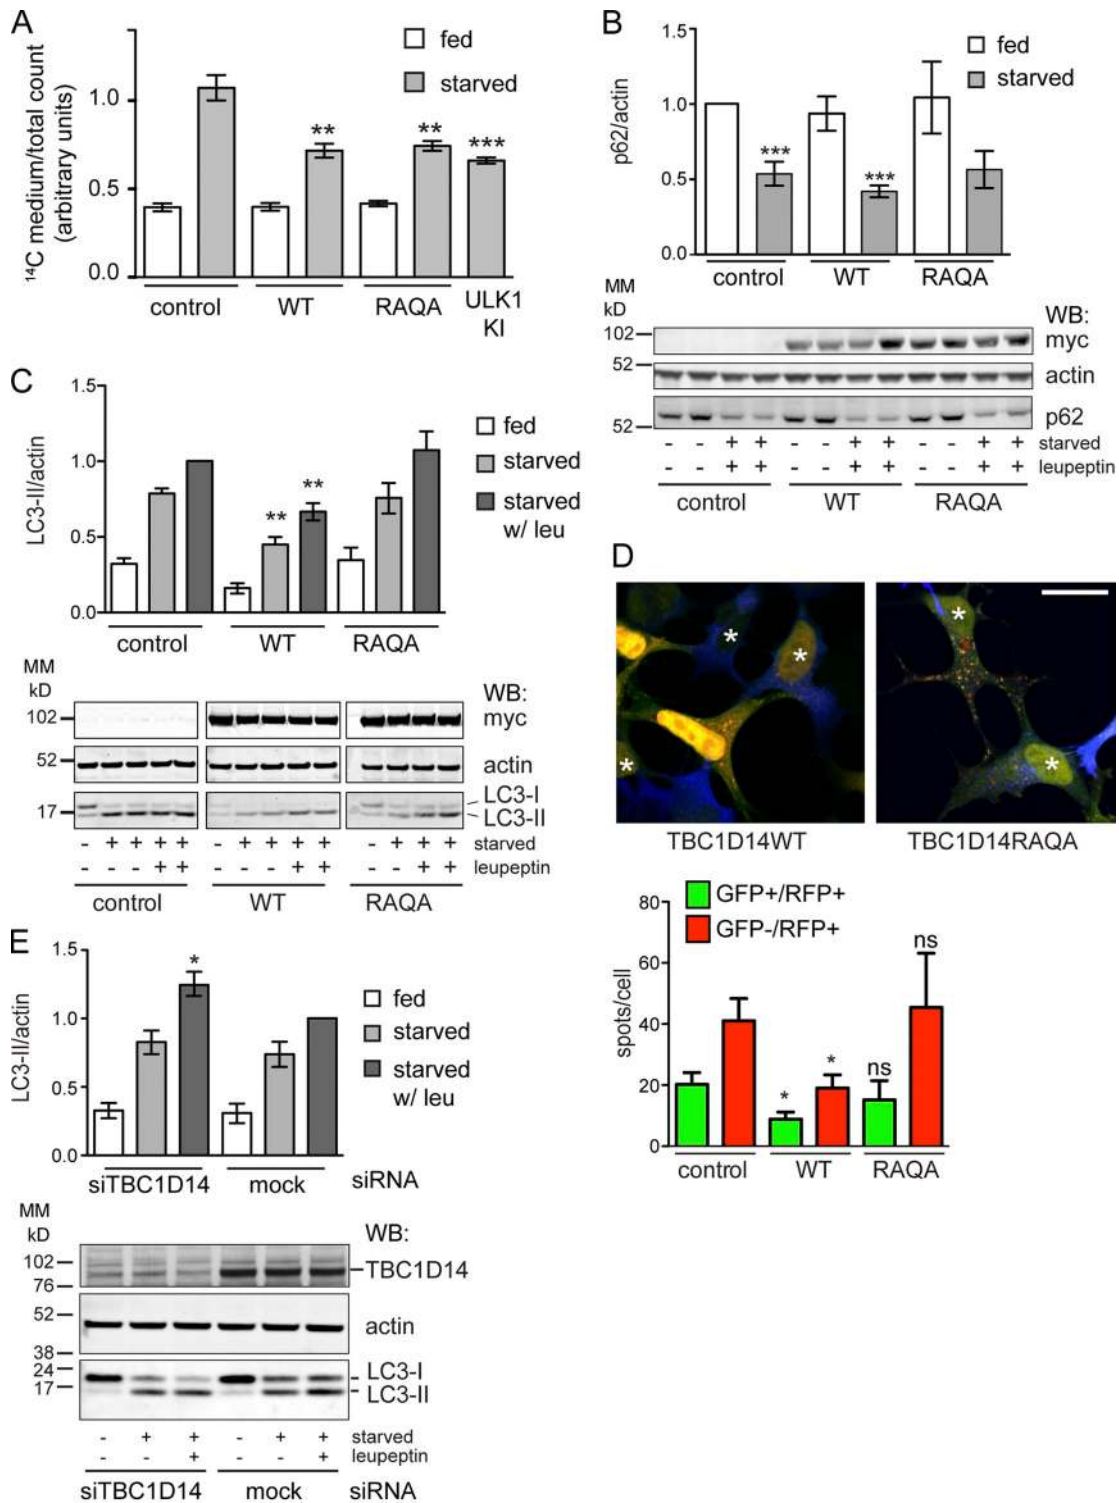 A
¹⁴C medium/total count
(arbitrary units)
1.0
0.5
0.0
fed
starved
**
**
***
control
WT
RAQA
ULK1
KI
B
p62/actin
1.5
1.0
0.5
0.0
fed
starved
***
***
control
WT
RAQA
MM
kD
WB:
102
myc
52
actin
52
p62
- - + + - - + + - - + + starved
- - + + - - + + - - + + leupeptin
control
WT
RAQA
C
LC3-II/actin
1.5
1.0
0.5
0.0
fed
starved
starved
w/ leu
**
**
control
WT
RAQA
MM
kD
WB:
102
myc
52
actin
17
LC3-I
LC3-II
- + + + + - + + + + - + + + starved
- - - + + - - - + + - - + + leupeptin
control
WT
RAQA
D
*
*
*
*
*
TBC1D14WT
TBC1D14RAQA
spots/cell
80
60
40
20
0
GFP+/RFP+
GFP-/RFP+
*
*
ns
ns
control
WT
RAQA
E
LC3-II/actin
1.5
1.0
0.5
0.0
*
fed
starved
starved
w/ leu
siTBC1D14
mock
siRNA
MM
kD
WB:
102
76
TBC1D14
52
actin
38
24
17
LC3-I
LC3-II
- + + - + + starved
- - + - - + leupeptin
siTBC1D14
mock
siRNA